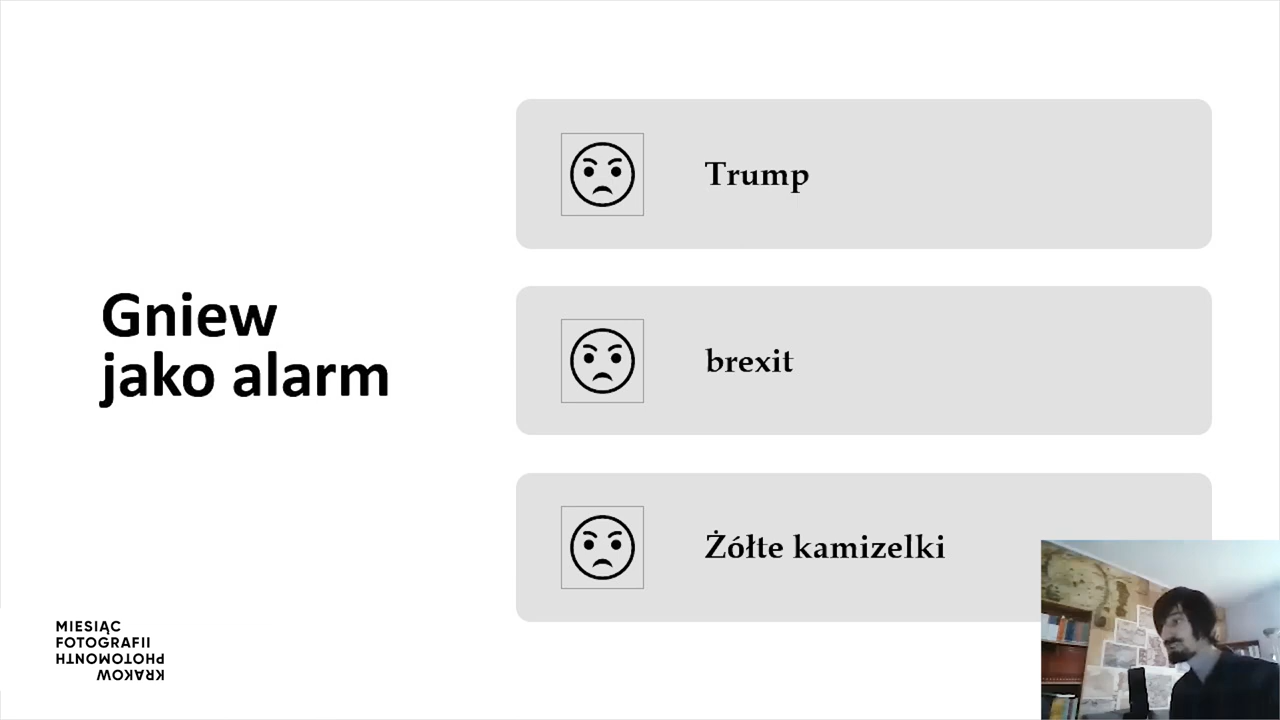 Gniew
jako alarm
Trump
brexit
Żółte kamizelki
MIESIĄC
FOTOGRAFII
PHOTOMONTH
KRAKOW